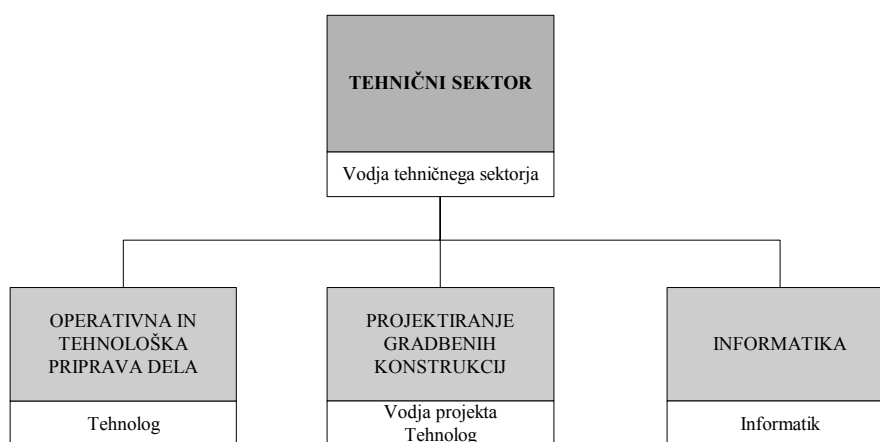 TEHNIČNI SEKTOR
Vodja tehničnega sektorja
OPERATIVNA IN
TEHNOLOŠKA
PRIPRAVA DELA
Tehnolog
PROJEKTIRANJE
GRADBENIH
KONSTRUKCIJ
Vodja projekta
Tehnolog
INFORMATIKA
Informatik